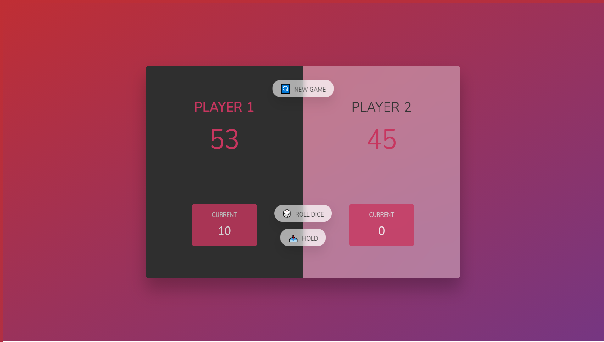 NEW GAME
PLAYER 1
53
PLAYER 2
45
CURRENT
10
ROLL DICE
HOLD
CURRENT
0